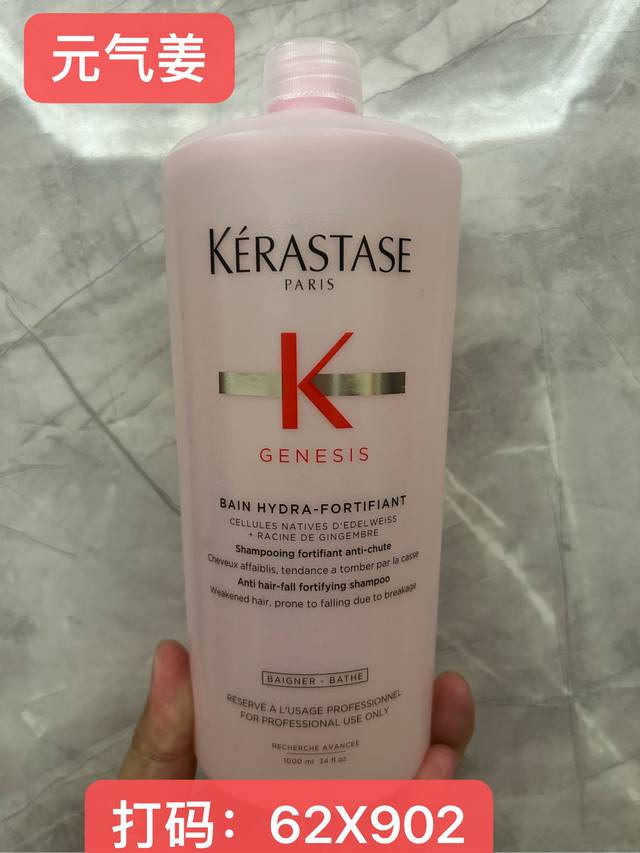 元气姜
KÉRASTASE
PARIS
K
GENESIS
BAIN HYDRA-FORTIFIANT
CELLULES NATIVES D'EDELWEISS
+ RACINE DE GINGEMBRE
Shampooing fortifiant anti-chute
Cheveux affaiblis, tendance a tomber par la casse
Anti hair-fall fortifying shampoo
Weakened hair, prone to falling due to breakage
BAIGNER - BATHE
RÉSERVÉ À L'USAGE PROFESSIONNEL
FOR PROFESSIONAL USE ONLY
RECHERCHE AVANCÉE
1000 ml 34 fl oz
打码：62X902